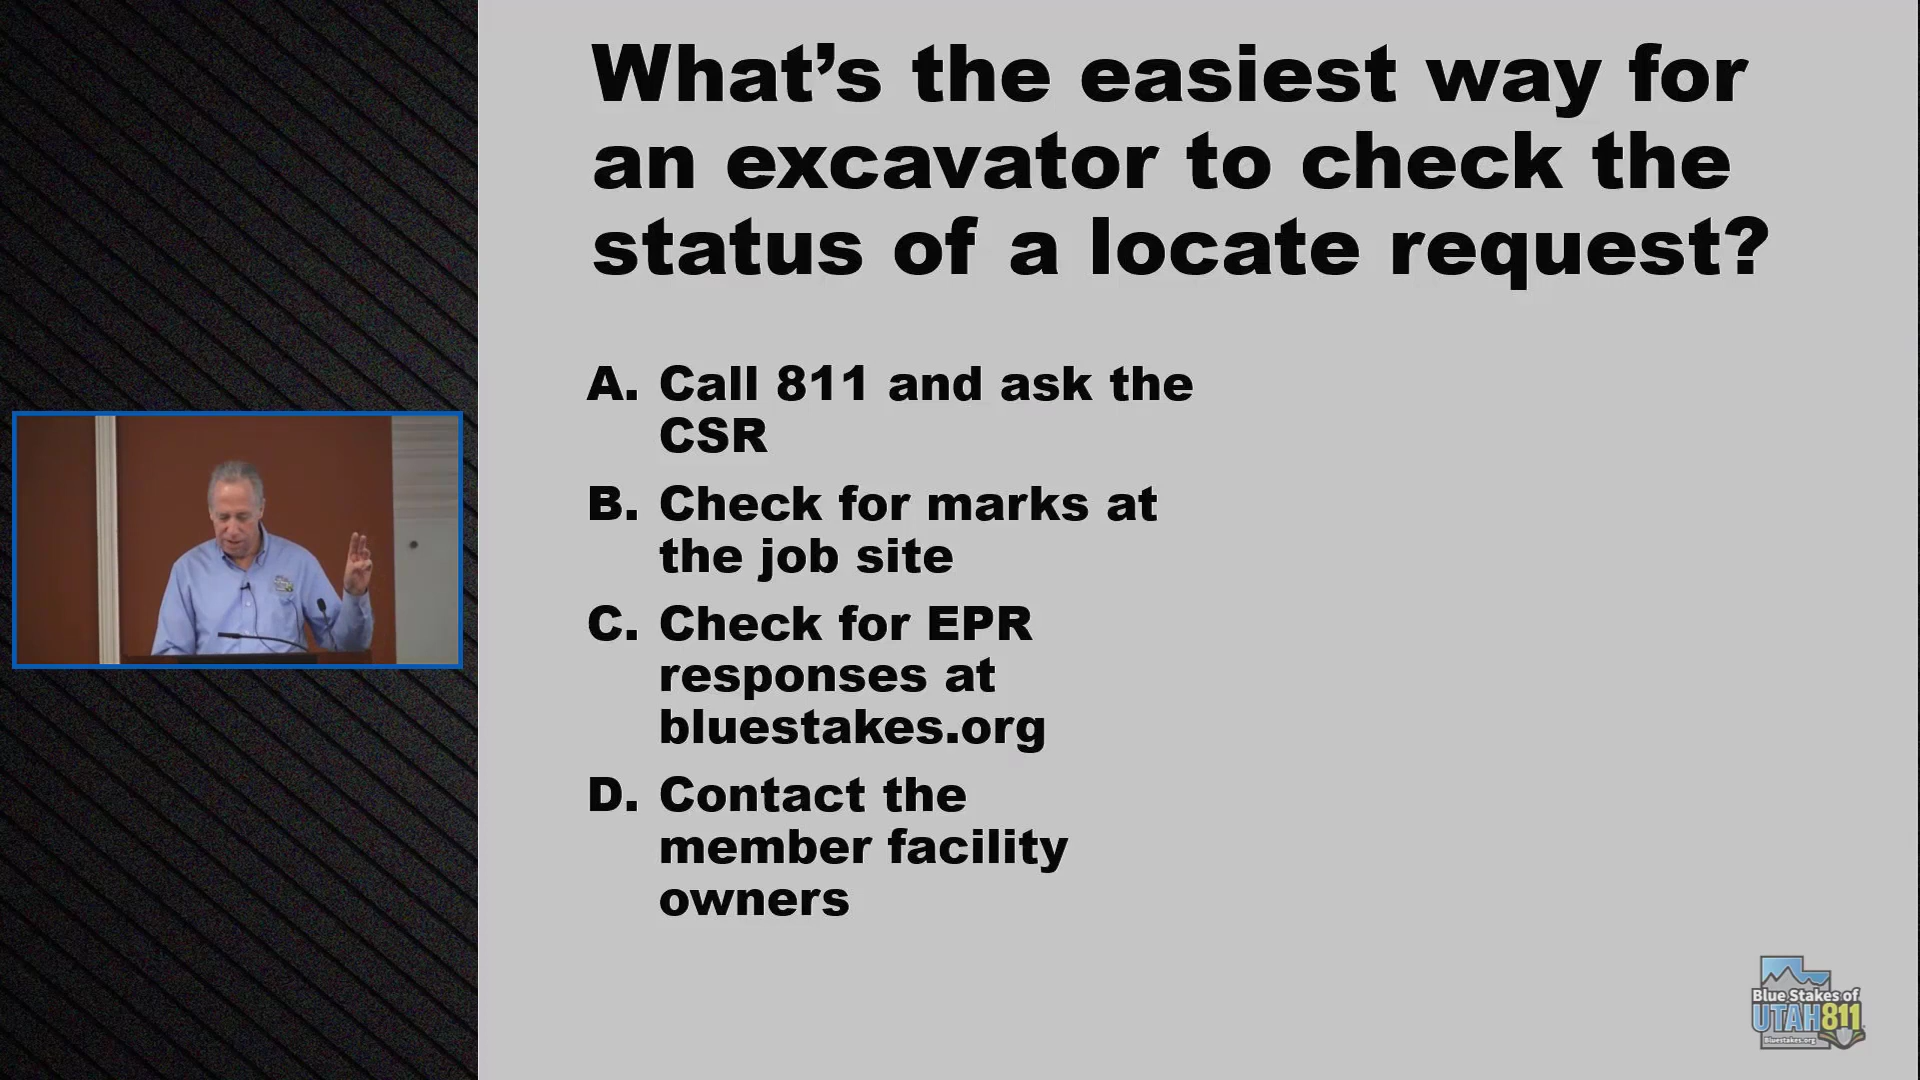 What’s the easiest way for
an excavator to check the
status of a locate request?
A. Call 811 and ask the
CSR
B. Check for marks at
the job site
C. Check for EPR
responses at
bluestakes.org
D. Contact the
member facility
owners
Blue Stakes of
UTAH811
Bluestakes.org